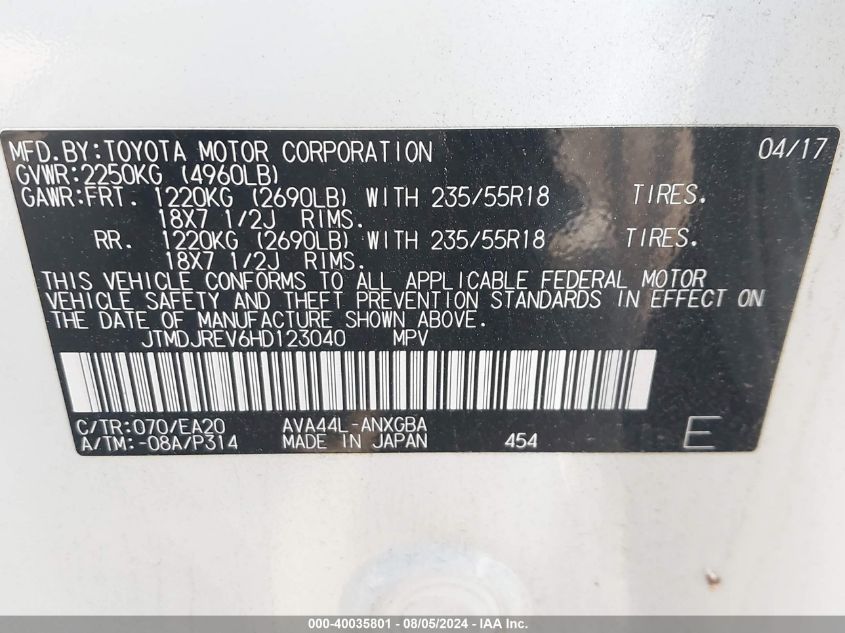 MFD.BY:TOYOTA MOTOR CORPORATION 04/17
GVWR:2250KG (4960LB)
GAWR:FRT. 1220KG (2690LB) WITH 235/55R18 TIRES.
18X7 1/2J RIMS.
RR. 1220KG (2690LB) WITH 235/55R18 TIRES.
18X7 1/2J RIMS.
THIS VEHICLE CONFORMS TO ALL APPLICABLE FEDERAL MOTOR
VEHICLE SAFETY AND THEFT PREVENTION STANDARDS IN EFFECT ON
THE DATE OF MANUFACTURE SHOWN ABOVE.
JTMDJREV6HD123040 MPV
C/TR:070/EA20 AVA44L-ANXGBA
A/TM:-08A/P314 MADE IN JAPAN 454 E
000-40035801 - 08/05/2024 - IAA Inc.